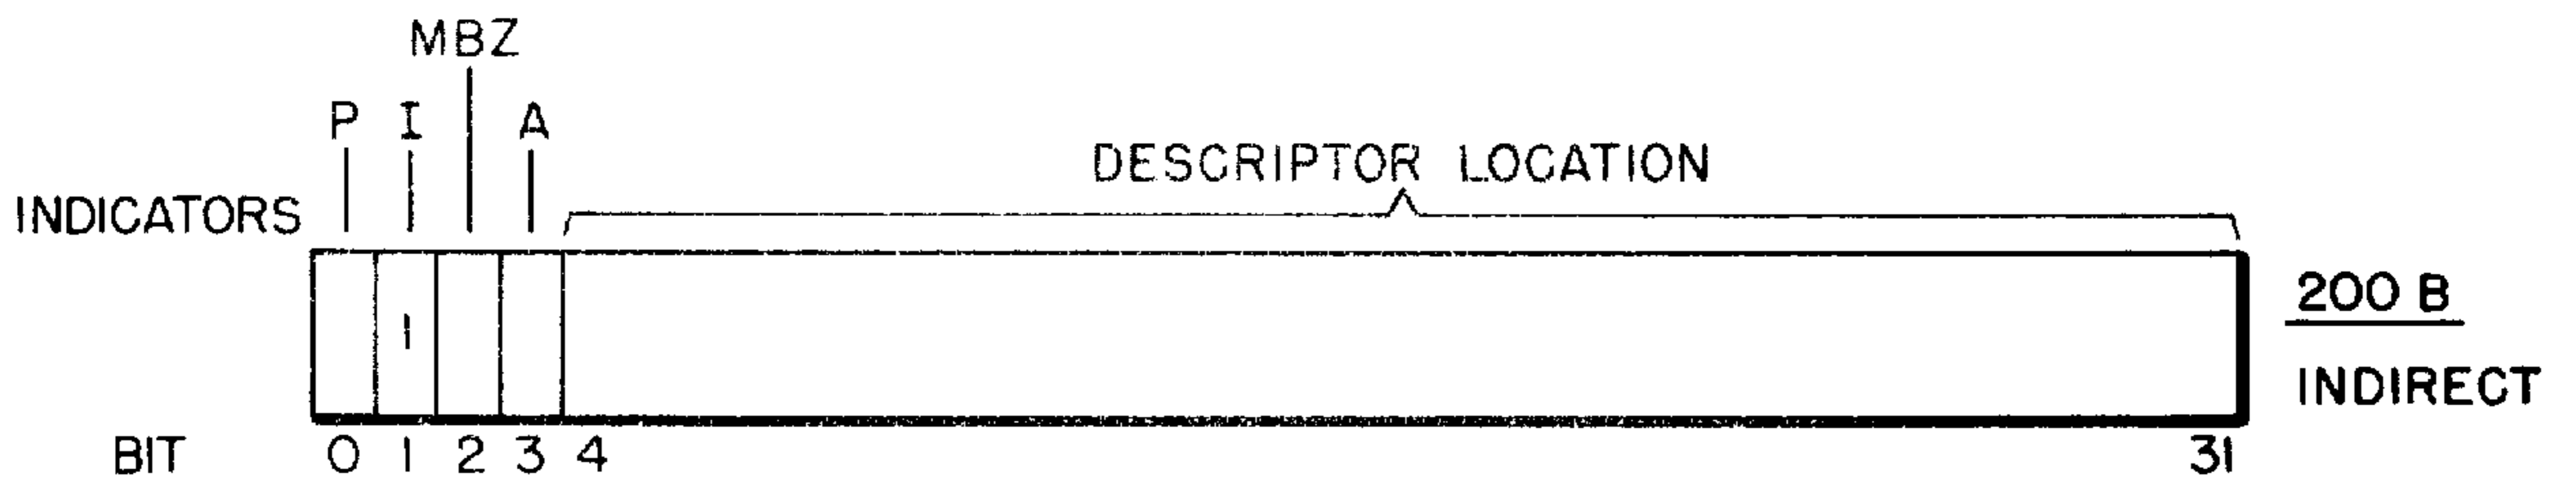 MBZ
P I A
DESCRIPTOR LOCATION
INDICATORS
200 B
1
INDIRECT
BIT 0 1 2 3 4 31